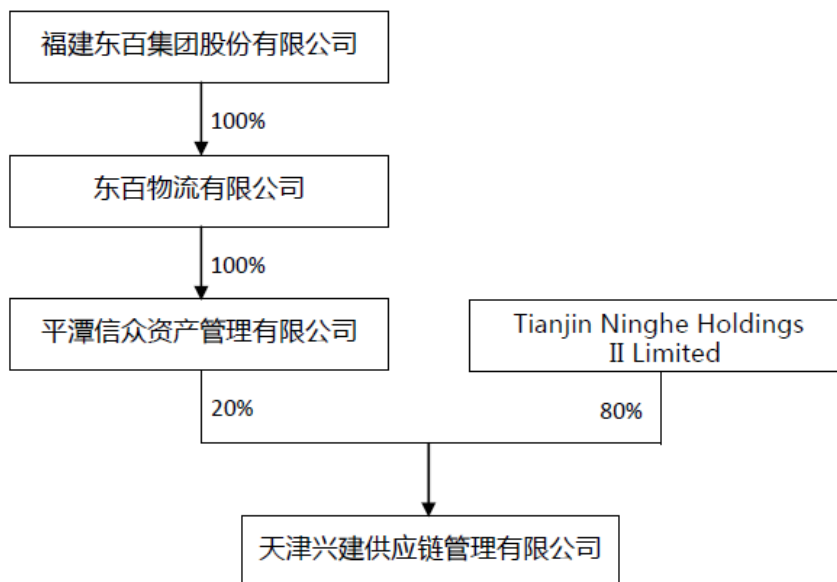 福建东百集团股份有限公司
100%
东百物流有限公司
100%
平潭信众资产管理有限公司
Tianjin Ninghe Holdings
II Limited
20%
80%
天津兴建供应链管理有限公司